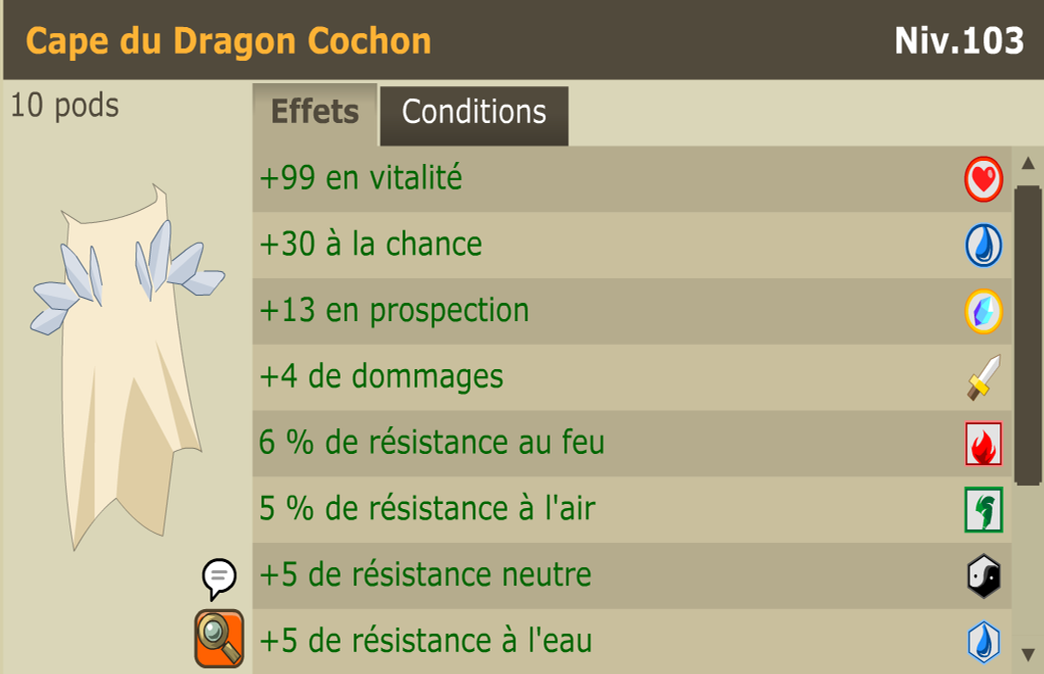 Cape du Dragon Cochon
Niv.103
10 pods
Effets
Conditions
+99 en vitalité
+30 à la chance
+13 en prospection
+4 de dommages
6 % de résistance au feu
5 % de résistance à l'air
+5 de résistance neutre
+5 de résistance à l'eau